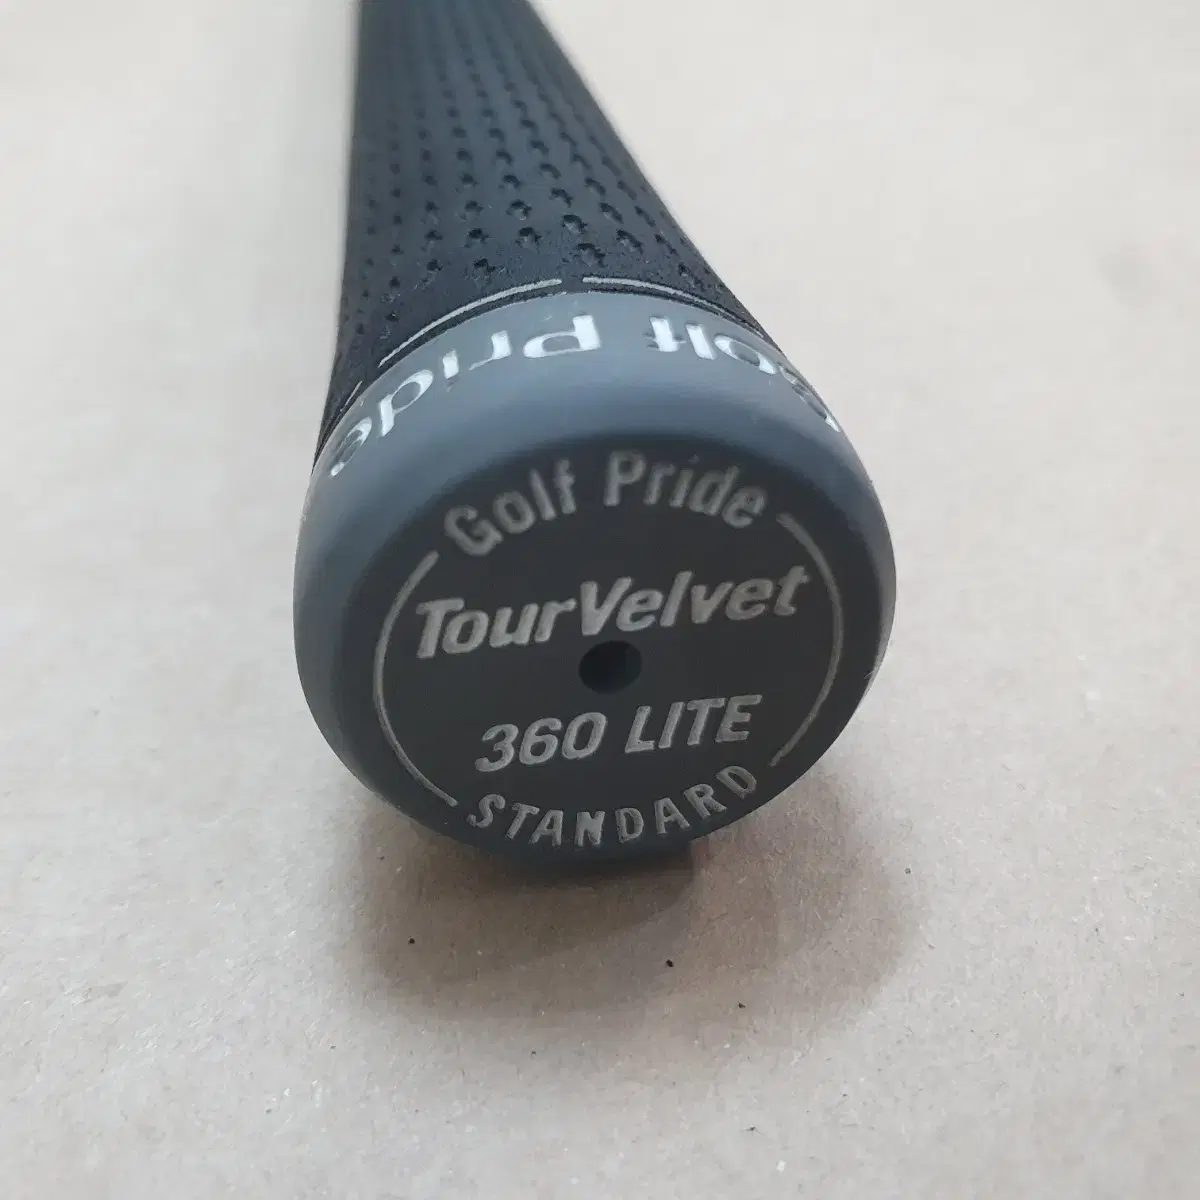 Golf Pride
Golf Pride
TourVelvet
360 LITE
STANDARD